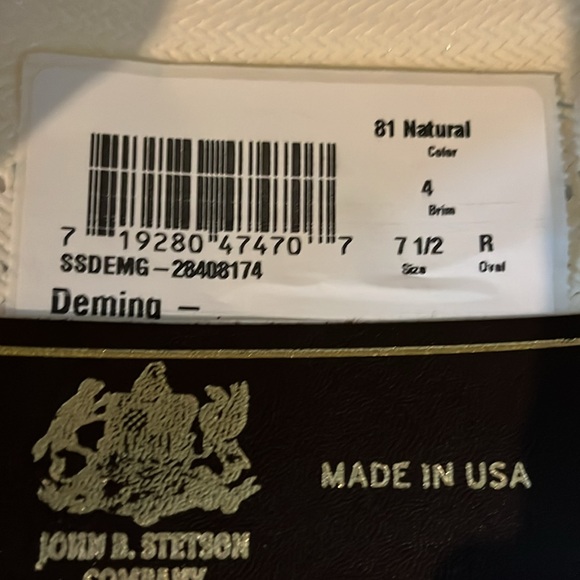 81 Natural
Color
4
Brim
7 19280 47470 7
7 1/2 R
Size Oval
SSDEMG-28408174
Deming -
MADE IN USA
JOHN B. STETSON
COMPANY